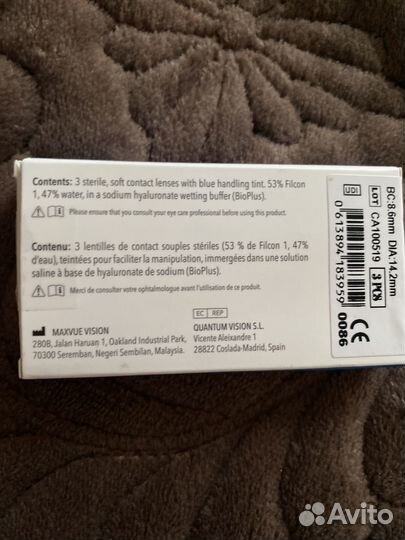 Contents: 3 sterile, soft contact lenses with blue handling tint. 53% Filcon
1, 47% water, in a sodium hyaluronate wetting buffer (BioPlus).
Please ensure that you consult your eye care professional before using this product.
Contenu: 3 lentilles de contact souples stériles (53 % de Filcon 1, 47%
d'eau), teintées pour faciliter la manipulation, immergées dans une solution
saline à base de hyaluronate de sodium (BioPlus).
Merci de consulter votre ophtalmologue avant l'utilisation de ce produit.
MAXVUE VISION
280B, Jalan Haruan 1, Oakland Industrial Park,
70300 Seremban, Negeri Sembilan, Malaysia.
EC REP
QUANTUM VISION S.L.
Vicente Aleixandre 1
28822 Coslada-Madrid, Spain
BC:8.6mm DIA:14.2mm
LOT CA100519 3 PCS
UDI
0613894183959
CE 0086
Avito